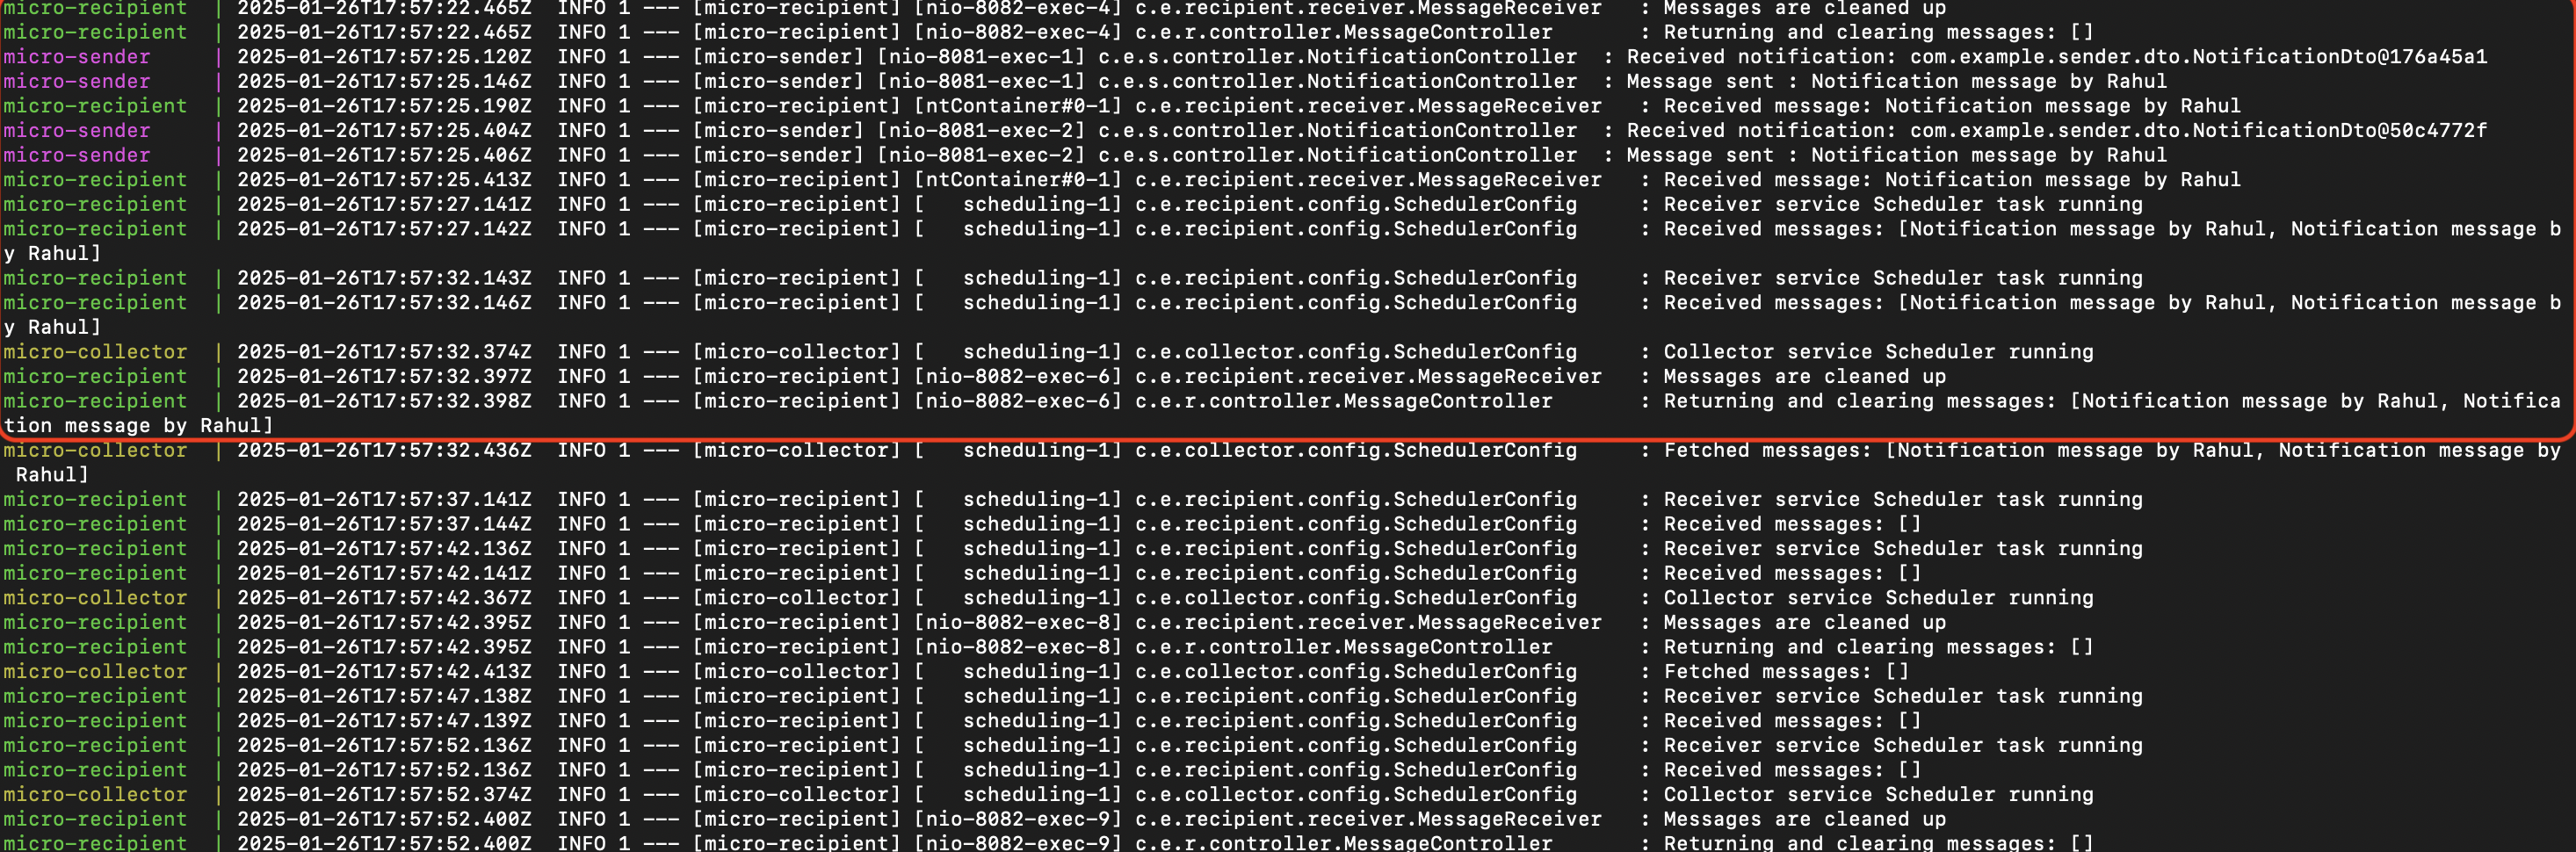 micro-recipient  | 2025-01-26T17:57:22.465Z  INFO 1 --- [micro-recipient] [nio-8082-exec-4] c.e.recipient.receiver.MessageReceiver   : Messages are cleaned up
micro-recipient  | 2025-01-26T17:57:22.465Z  INFO 1 --- [micro-recipient] [nio-8082-exec-4] c.e.r.controller.MessageController       : Returning and clearing messages: []
micro-sender     | 2025-01-26T17:57:25.120Z  INFO 1 --- [micro-sender] [nio-8081-exec-1] c.e.s.controller.NotificationController  : Received notification: com.example.sender.dto.NotificationDto@176a45a1
micro-sender     | 2025-01-26T17:57:25.146Z  INFO 1 --- [micro-sender] [nio-8081-exec-1] c.e.s.controller.NotificationController  : Message sent : Notification message by Rahul
micro-recipient  | 2025-01-26T17:57:25.190Z  INFO 1 --- [micro-recipient] [ntContainer#0-1] c.e.recipient.receiver.MessageReceiver   : Received message: Notification message by Rahul
micro-sender     | 2025-01-26T17:57:25.404Z  INFO 1 --- [micro-sender] [nio-8081-exec-2] c.e.s.controller.NotificationController  : Received notification: com.example.sender.dto.NotificationDto@50c4772f
micro-sender     | 2025-01-26T17:57:25.406Z  INFO 1 --- [micro-sender] [nio-8081-exec-2] c.e.s.controller.NotificationController  : Message sent : Notification message by Rahul
micro-recipient  | 2025-01-26T17:57:25.413Z  INFO 1 --- [micro-recipient] [ntContainer#0-1] c.e.recipient.receiver.MessageReceiver   : Received message: Notification message by Rahul
micro-recipient  | 2025-01-26T17:57:27.141Z  INFO 1 --- [micro-recipient] [   scheduling-1] c.e.recipient.config.SchedulerConfig     : Receiver service Scheduler task running
micro-recipient  | 2025-01-26T17:57:27.142Z  INFO 1 --- [micro-recipient] [   scheduling-1] c.e.recipient.config.SchedulerConfig     : Received messages: [Notification message by Rahul, Notification message b
y Rahul]
micro-recipient  | 2025-01-26T17:57:32.143Z  INFO 1 --- [micro-recipient] [   scheduling-1] c.e.recipient.config.SchedulerConfig     : Receiver service Scheduler task running
micro-recipient  | 2025-01-26T17:57:32.146Z  INFO 1 --- [micro-recipient] [   scheduling-1] c.e.recipient.config.SchedulerConfig     : Received messages: [Notification message by Rahul, Notification message b
y Rahul]
micro-collector  | 2025-01-26T17:57:32.374Z  INFO 1 --- [micro-collector] [   scheduling-1] c.e.collector.config.SchedulerConfig     : Collector service Scheduler running
micro-recipient  | 2025-01-26T17:57:32.397Z  INFO 1 --- [micro-recipient] [nio-8082-exec-6] c.e.recipient.receiver.MessageReceiver   : Messages are cleaned up
micro-recipient  | 2025-01-26T17:57:32.398Z  INFO 1 --- [micro-recipient] [nio-8082-exec-6] c.e.r.controller.MessageController       : Returning and clearing messages: [Notification message by Rahul, Notifica
tion message by Rahul]
micro-collector  | 2025-01-26T17:57:32.436Z  INFO 1 --- [micro-collector] [   scheduling-1] c.e.collector.config.SchedulerConfig     : Fetched messages: [Notification message by Rahul, Notification message by
 Rahul]
micro-recipient  | 2025-01-26T17:57:37.141Z  INFO 1 --- [micro-recipient] [   scheduling-1] c.e.recipient.config.SchedulerConfig     : Receiver service Scheduler task running
micro-recipient  | 2025-01-26T17:57:37.144Z  INFO 1 --- [micro-recipient] [   scheduling-1] c.e.recipient.config.SchedulerConfig     : Received messages: []
micro-recipient  | 2025-01-26T17:57:42.136Z  INFO 1 --- [micro-recipient] [   scheduling-1] c.e.recipient.config.SchedulerConfig     : Receiver service Scheduler task running
micro-recipient  | 2025-01-26T17:57:42.141Z  INFO 1 --- [micro-recipient] [   scheduling-1] c.e.recipient.config.SchedulerConfig     : Received messages: []
micro-collector  | 2025-01-26T17:57:42.367Z  INFO 1 --- [micro-collector] [   scheduling-1] c.e.collector.config.SchedulerConfig     : Collector service Scheduler running
micro-recipient  | 2025-01-26T17:57:42.395Z  INFO 1 --- [micro-recipient] [nio-8082-exec-8] c.e.recipient.receiver.MessageReceiver   : Messages are cleaned up
micro-recipient  | 2025-01-26T17:57:42.395Z  INFO 1 --- [micro-recipient] [nio-8082-exec-8] c.e.r.controller.MessageController       : Returning and clearing messages: []
micro-collector  | 2025-01-26T17:57:42.413Z  INFO 1 --- [micro-collector] [   scheduling-1] c.e.collector.config.SchedulerConfig     : Fetched messages: []
micro-recipient  | 2025-01-26T17:57:47.138Z  INFO 1 --- [micro-recipient] [   scheduling-1] c.e.recipient.config.SchedulerConfig     : Receiver service Scheduler task running
micro-recipient  | 2025-01-26T17:57:47.139Z  INFO 1 --- [micro-recipient] [   scheduling-1] c.e.recipient.config.SchedulerConfig     : Received messages: []
micro-recipient  | 2025-01-26T17:57:52.136Z  INFO 1 --- [micro-recipient] [   scheduling-1] c.e.recipient.config.SchedulerConfig     : Receiver service Scheduler task running
micro-recipient  | 2025-01-26T17:57:52.136Z  INFO 1 --- [micro-recipient] [   scheduling-1] c.e.recipient.config.SchedulerConfig     : Received messages: []
micro-collector  | 2025-01-26T17:57:52.374Z  INFO 1 --- [micro-collector] [   scheduling-1] c.e.collector.config.SchedulerConfig     : Collector service Scheduler running
micro-recipient  | 2025-01-26T17:57:52.400Z  INFO 1 --- [micro-recipient] [nio-8082-exec-9] c.e.recipient.receiver.MessageReceiver   : Messages are cleaned up
micro-recipient  | 2025-01-26T17:57:52.400Z  INFO 1 --- [micro-recipient] [nio-8082-exec-9] c.e.r.controller.MessageController       : Returning and clearing messages: []